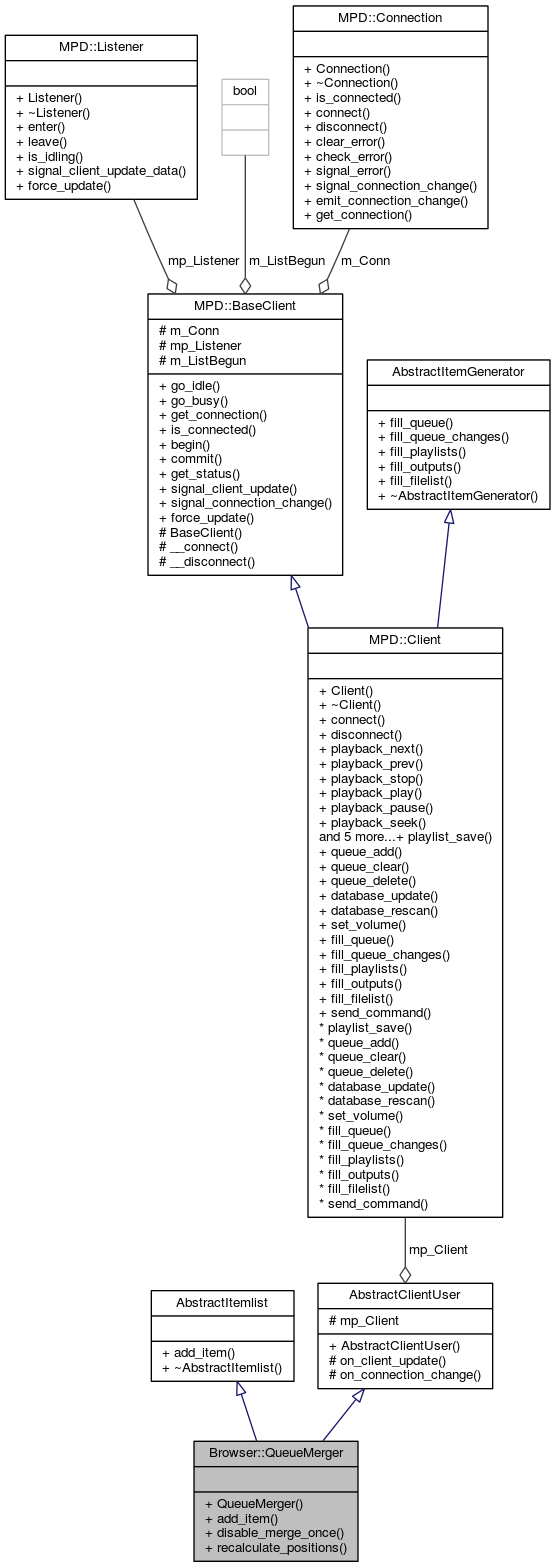 MPD::Connection
+ Connection()
+ ~Connection()
+ is_connected()
+ connect()
+ disconnect()
+ clear_error()
+ check_error()
+ signal_error()
+ signal_connection_change()
+ emit_connection_change()
+ get_connection()
MPD::Listener
+ Listener()
+ ~Listener()
+ enter()
+ leave()
+ is_idling()
+ signal_client_update_data()
+ force_update()
bool
mp_Listener
m_ListBegun
m_Conn
MPD::BaseClient
# m_Conn
# mp_Listener
# m_ListBegun
+ go_idle()
+ go_busy()
+ get_connection()
+ is_connected()
+ begin()
+ commit()
+ get_status()
+ signal_client_update()
+ signal_connection_change()
+ force_update()
# BaseClient()
# __connect()
# __disconnect()
AbstractItemGenerator
+ fill_queue()
+ fill_queue_changes()
+ fill_playlists()
+ fill_outputs()
+ fill_filelist()
+ ~AbstractItemGenerator()
MPD::Client
+ Client()
+ ~Client()
+ connect()
+ disconnect()
+ playback_next()
+ playback_prev()
+ playback_stop()
+ playback_play()
+ playback_pause()
+ playback_seek()
and 5 more...+ playlist_save()
+ queue_add()
+ queue_clear()
+ queue_delete()
+ database_update()
+ database_rescan()
+ set_volume()
+ fill_queue()
+ fill_queue_changes()
+ fill_playlists()
+ fill_outputs()
+ fill_filelist()
+ send_command()
* playlist_save()
* queue_add()
* queue_clear()
* queue_delete()
* database_update()
* database_rescan()
* set_volume()
* fill_queue()
* fill_queue_changes()
* fill_playlists()
* fill_outputs()
* fill_filelist()
* send_command()
mp_Client
AbstractItemlist
+ add_item()
+ ~AbstractItemlist()
AbstractClientUser
# mp_Client
+ AbstractClientUser()
# on_client_update()
# on_connection_change()
Browser::QueueMerger
+ QueueMerger()
+ add_item()
+ disable_merge_once()
+ recalculate_positions()